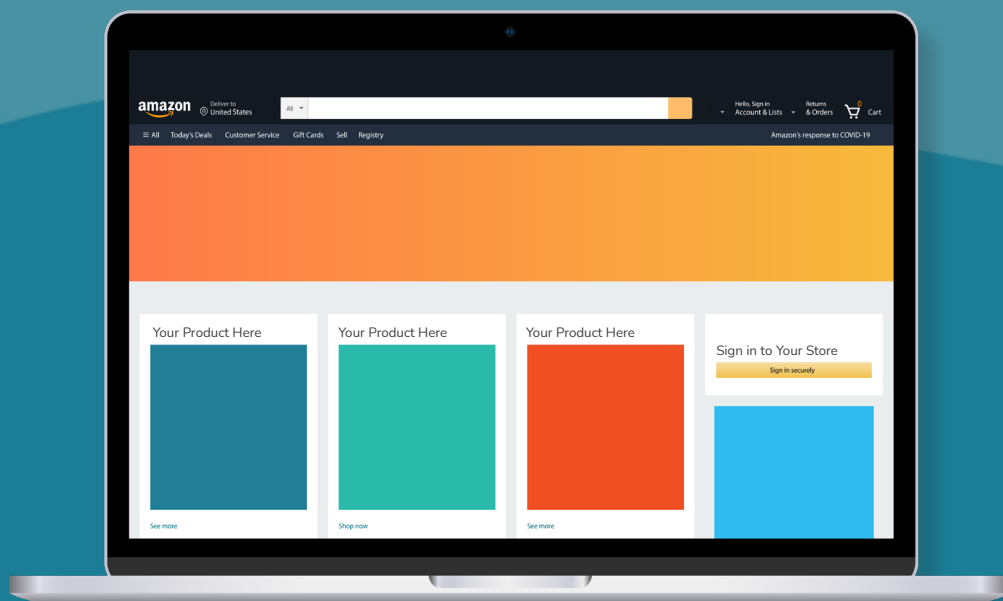 amazon
Deliver to
United States
All
Hello, Sign in
Account & Lists
Returns
& Orders
0
Cart
All
Today's Deals
Customer Service
Gift Cards
Sell
Registry
Amazon's response to COVID-19
Your Product Here
Your Product Here
Your Product Here
Sign in to Your Store
Sign in securely
See more
Shop now
See more